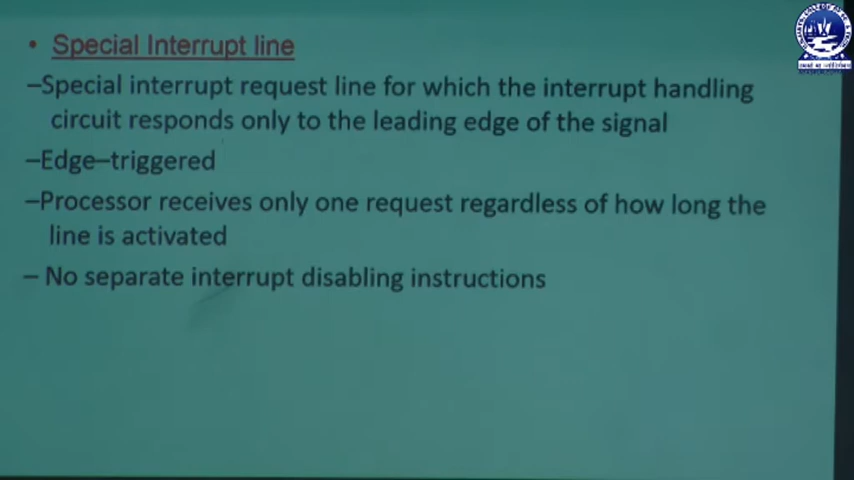 • Special Interrupt line
–Special interrupt request line for which the interrupt handling
circuit responds only to the leading edge of the signal
–Edge–triggered
–Processor receives only one request regardless of how long the
line is activated
– No separate interrupt disabling instructions